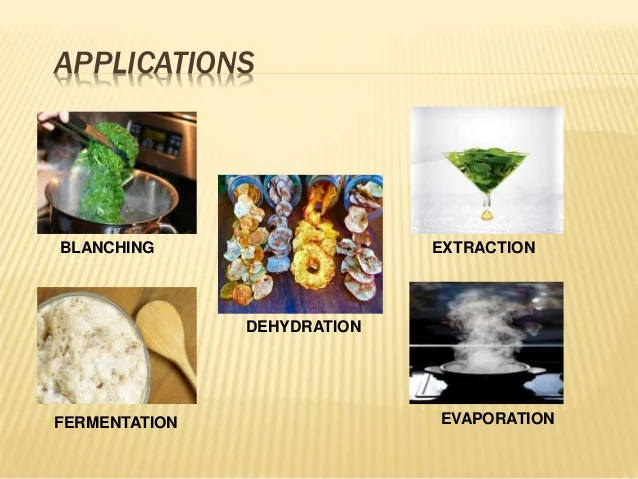 APPLICATIONS
BLANCHING
EXTRACTION
DEHYDRATION
FERMENTATION
EVAPORATION